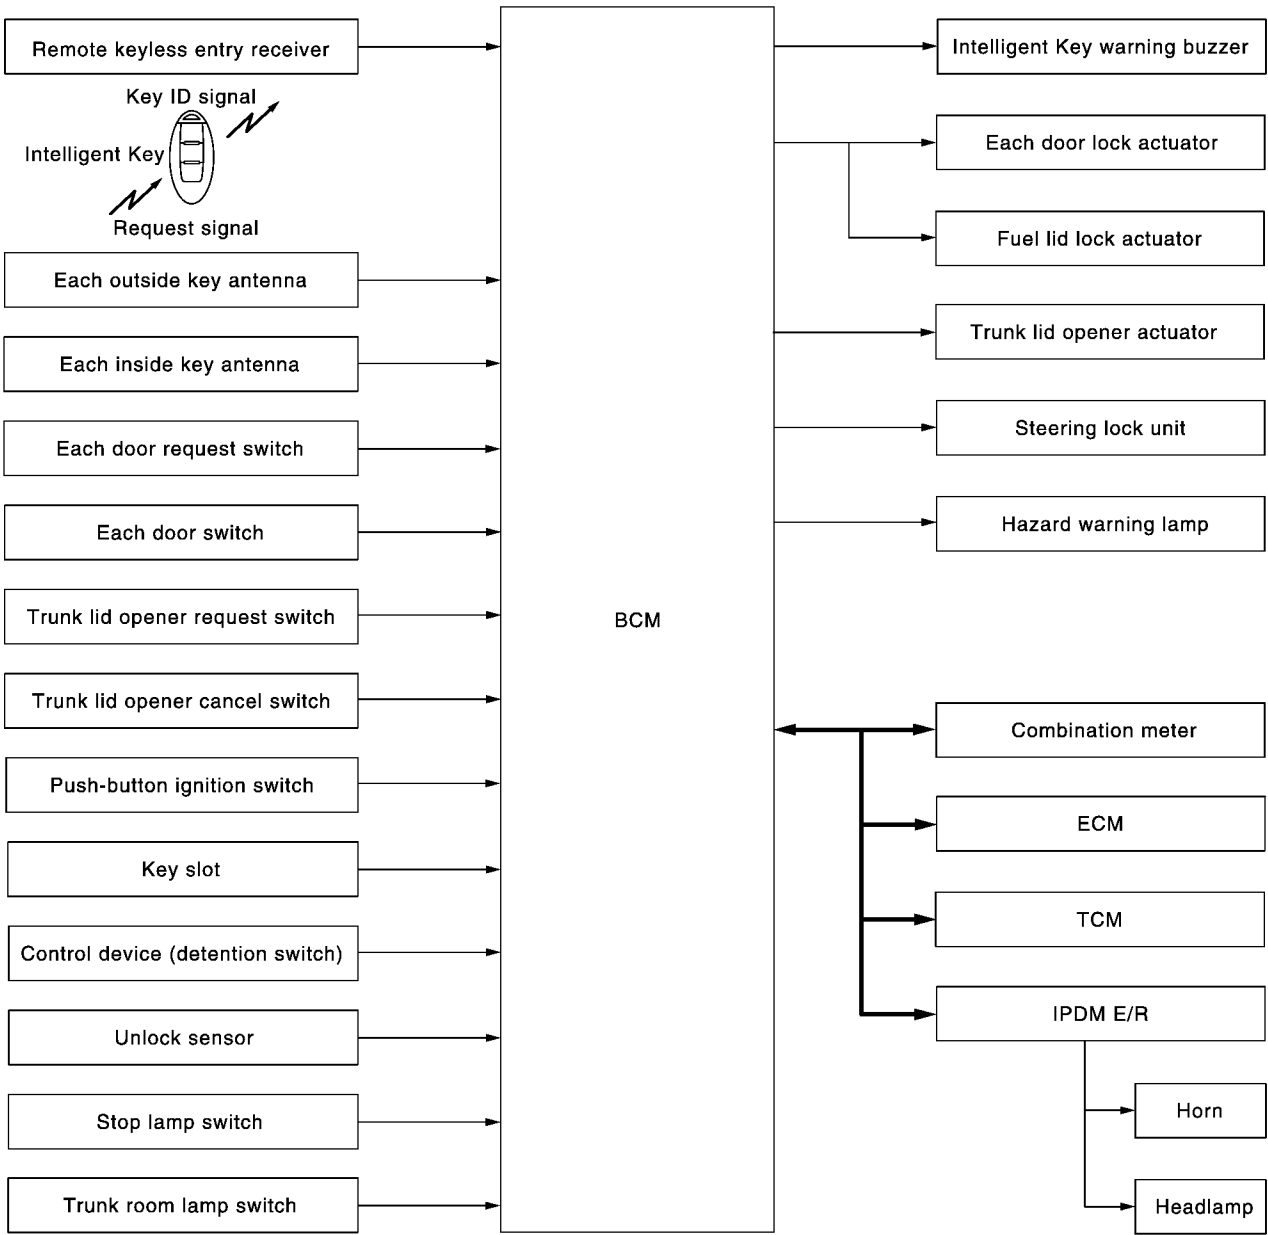 Remote keyless entry receiver
Key ID signal
Intelligent Key
Request signal
Each outside key antenna
Each inside key antenna
Each door request switch
Each door switch
Trunk lid opener request switch
Trunk lid opener cancel switch
Push-button ignition switch
Key slot
Control device (detention switch)
Unlock sensor
Stop lamp switch
Trunk room lamp switch
BCM
Intelligent Key warning buzzer
Each door lock actuator
Fuel lid lock actuator
Trunk lid opener actuator
Steering lock unit
Hazard warning lamp
Combination meter
ECM
TCM
IPDM E/R
Horn
Headlamp